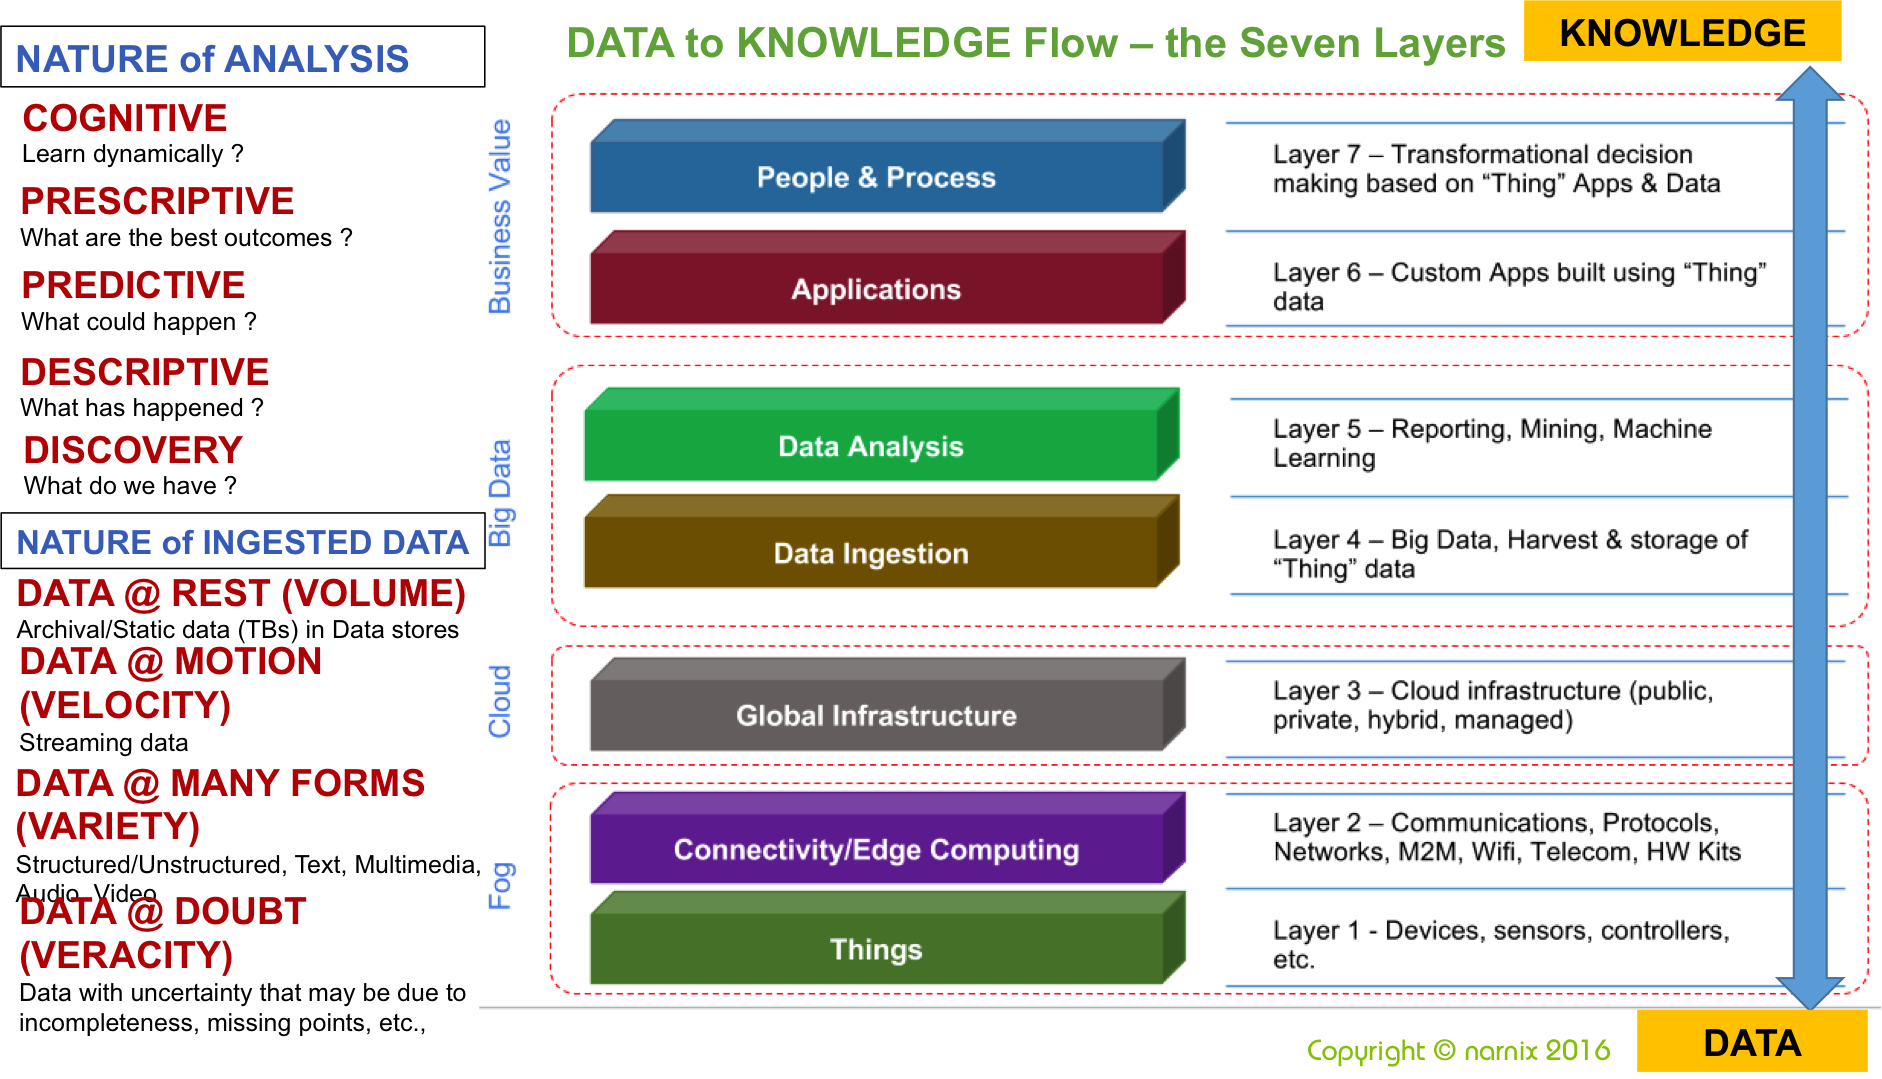 DATA to KNOWLEDGE Flow – the Seven Layers
KNOWLEDGE
NATURE of ANALYSIS
COGNITIVE
Learn dynamically ?
PRESCRIPTIVE
What are the best outcomes ?
PREDICTIVE
What could happen ?
DESCRIPTIVE
What has happened ?
DISCOVERY
What do we have ?
NATURE of INGESTED DATA
DATA @ REST (VOLUME)
Archival/Static data (TBs) in Data stores
DATA @ MOTION
(VELOCITY)
Streaming data
DATA @ MANY FORMS
(VARIETY)
Structured/Unstructured, Text, Multimedia,
Audio, Video
DATA @ DOUBT
(VERACITY)
Data with uncertainty that may be due to
incompleteness, missing points, etc.,
Business Value
People & Process
Layer 7 – Transformational decision
making based on “Thing” Apps & Data
Applications
Layer 6 – Custom Apps built using “Thing”
data
Big Data
Data Analysis
Layer 5 – Reporting, Mining, Machine
Learning
Data Ingestion
Layer 4 – Big Data, Harvest & storage of
“Thing” data
Cloud
Global Infrastructure
Layer 3 – Cloud infrastructure (public,
private, hybrid, managed)
Fog
Connectivity/Edge Computing
Layer 2 – Communications, Protocols,
Networks, M2M, Wifi, Telecom, HW Kits
Things
Layer 1 - Devices, sensors, controllers,
etc.
Copyright © narnix 2016
DATA